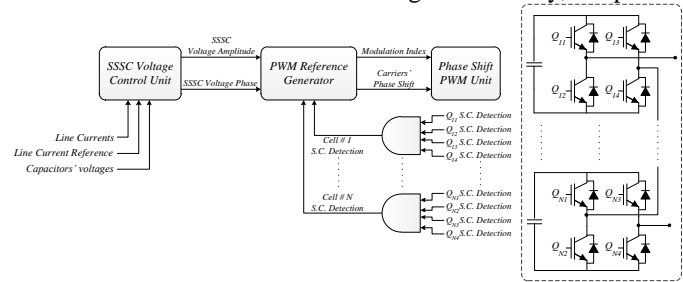 SSSC Voltage
Control Unit
SSSC
Voltage Amplitude
SSSC Voltage Phase
PWM Reference
Generator
Modulation Index
Carriers'
Phase Shift
Phase Shift
PWM Unit
Line Currents
Line Current Reference
Capacitors' voltages
Cell # 1
S.C. Detection
Q11 S.C. Detection
Q12 S.C. Detection
Q13 S.C. Detection
Q14 S.C. Detection
Cell # N
S.C. Detection
QN1 S.C. Detection
QN2 S.C. Detection
QN3 S.C. Detection
QN4 S.C. Detection
Q11
Q13
Q12
Q14
QN1
QN3
QN2
QN4